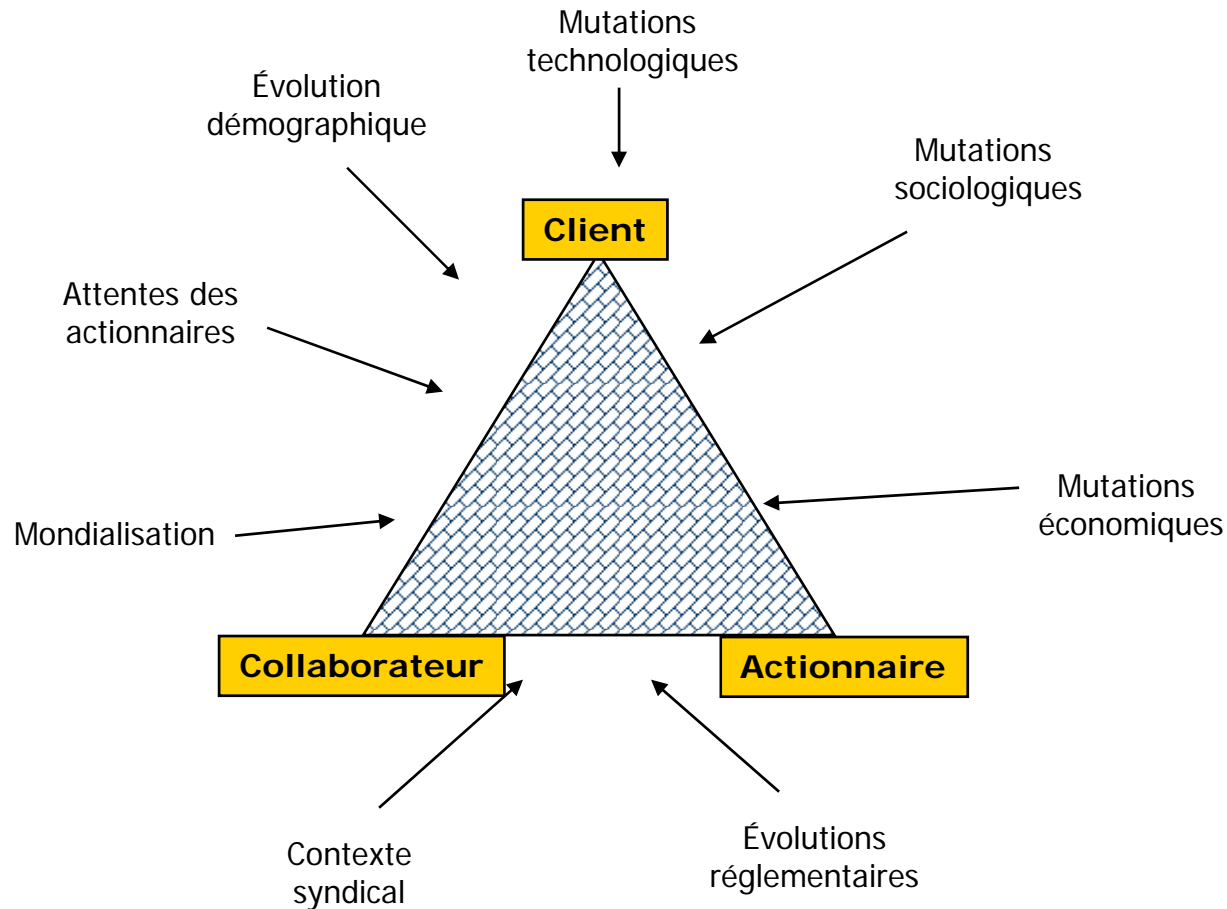 Mutations
technologiques
Évolution
démographique
Mutations
sociologiques
Client
Attentes des
actionnaires
Mutations
économiques
Mondialisation
Collaborateur
Actionnaire
Contexte
syndical
Évolutions
réglementaires